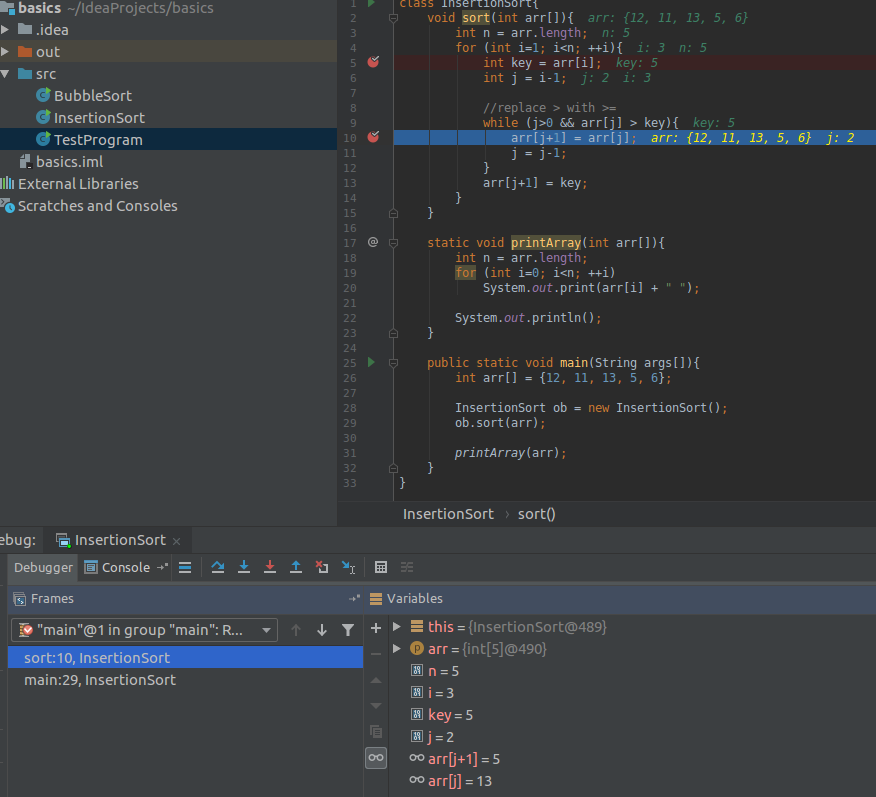 basics ~/IdeaProjects/basics
.idea
out
src
BubbleSort
InsertionSort
TestProgram
basics.iml
External Libraries
Scratches and Consoles
1 class InsertionSort{
2 void sort(int arr[]){ arr: {12, 11, 13, 5, 6}
3 int n = arr.length; n: 5
4 for (int i=1; i<n; ++i){ i: 3 n: 5
5 int key = arr[i]; key: 5
6 int j = i-1; j: 2 i: 3
7
8 //replace > with >=
9 while (j>0 && arr[j] > key){ key: 5
10 arr[j+1] = arr[j]; arr: {12, 11, 13, 5, 6} j: 2
11 j = j-1;
12 }
13 arr[j+1] = key;
14 }
15 }
16
17 @ static void printArray(int arr[]){
18 int n = arr.length;
19 for (int i=0; i<n; ++i)
20 System.out.print(arr[i] + " ");
21
22 System.out.println();
23 }
24
25 public static void main(String args[]){
26 int arr[] = {12, 11, 13, 5, 6};
27
28 InsertionSort ob = new InsertionSort();
29 ob.sort(arr);
30
31 printArray(arr);
32 }
33 }
InsertionSort › sort()
ebug: InsertionSort ×
Debugger Console
Frames
"main"@1 in group "main": R...
sort:10, InsertionSort
main:29, InsertionSort
Variables
this = {InsertionSort@489}
arr = {int[5]@490}
n = 5
i = 3
key = 5
j = 2
arr[j+1] = 5
arr[j] = 13